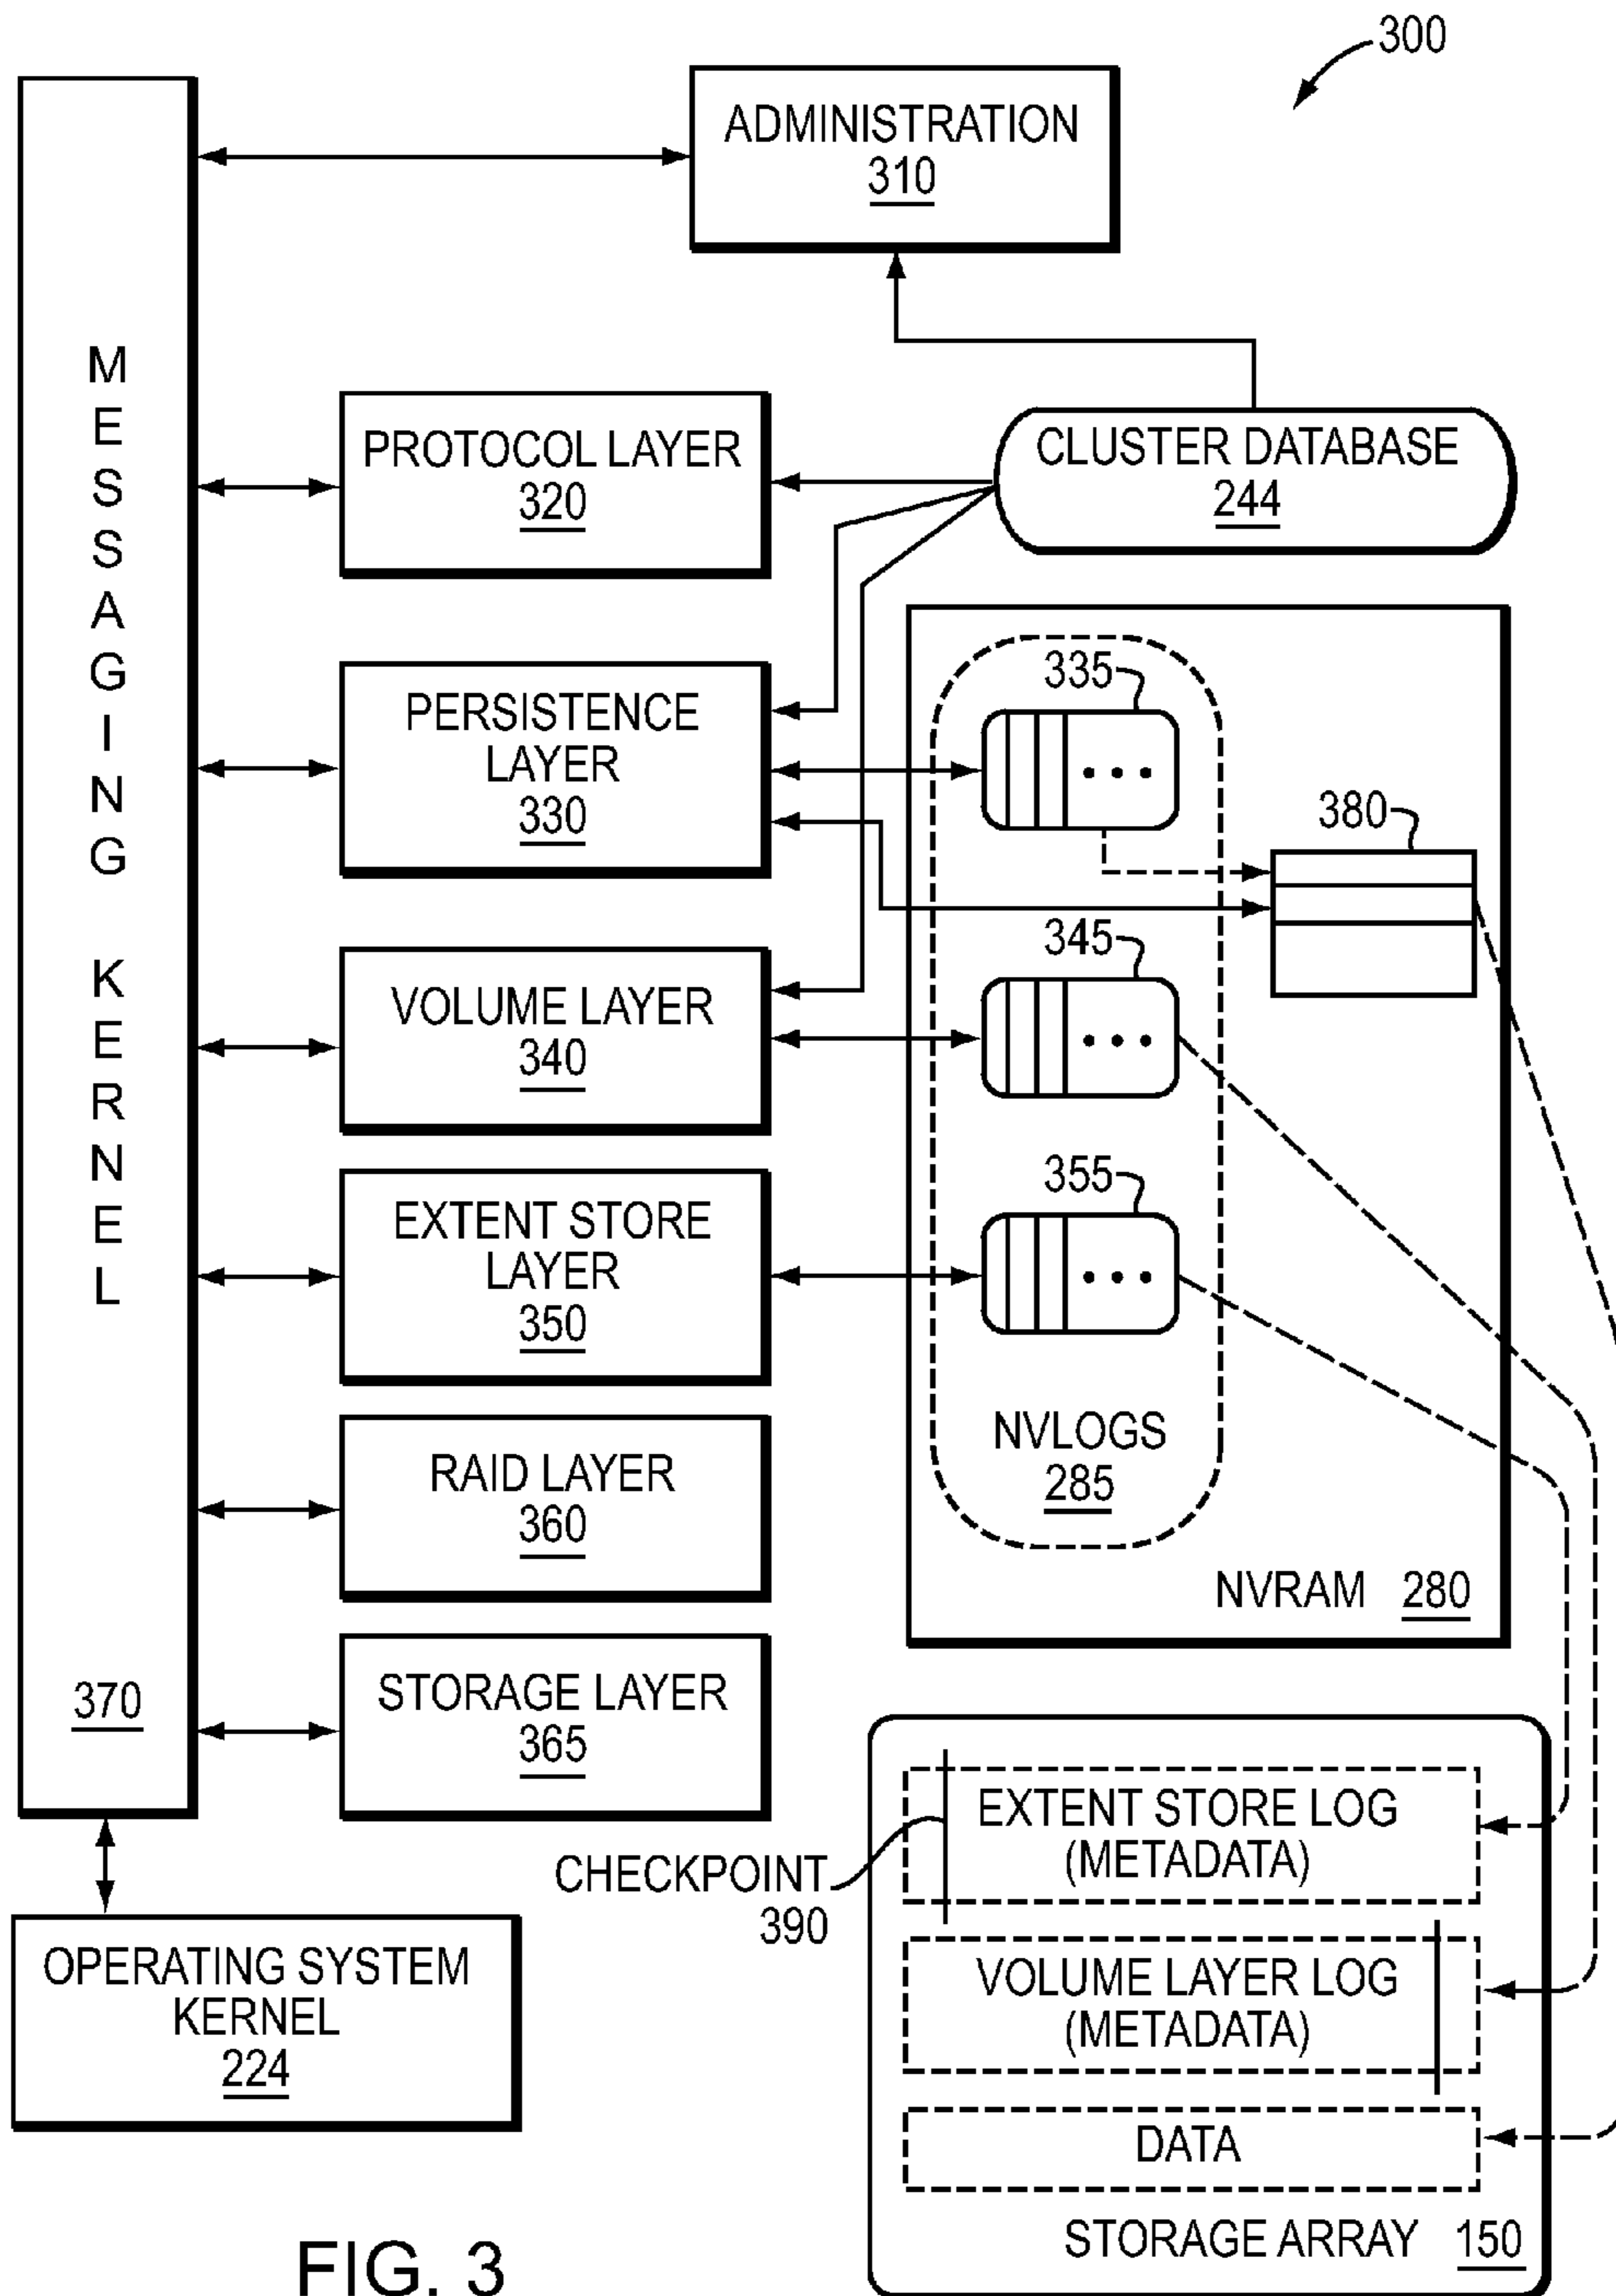 300
ADMINISTRATION
310
MESSAGING KERNEL
370
PROTOCOL LAYER
320
CLUSTER DATABASE
244
PERSISTENCE
LAYER
330
335
380
VOLUME LAYER
340
345
EXTENT STORE
LAYER
350
355
NVLOGS
285
RAID LAYER
360
NVRAM 280
STORAGE LAYER
365
EXTENT STORE LOG
(METADATA)
CHECKPOINT
390
VOLUME LAYER LOG
(METADATA)
DATA
STORAGE ARRAY 150
OPERATING SYSTEM
KERNEL
224
FIG. 3